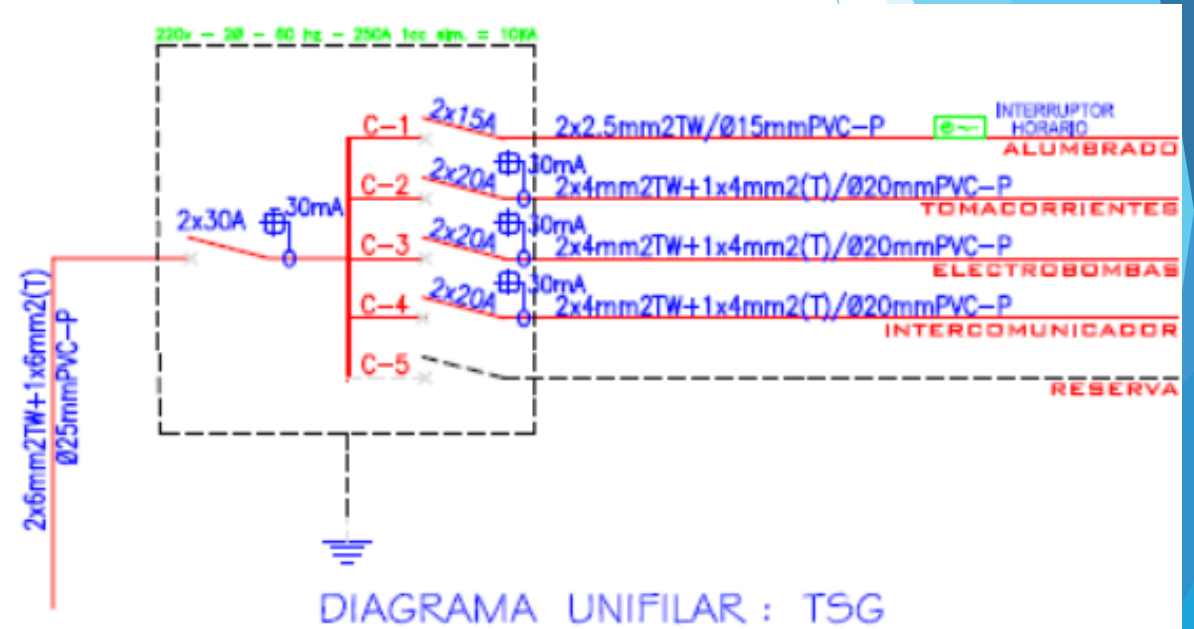 220v - 2Ø - 60 hz - 250A Icc sim. = 10KA
C-1 2x15A 2x2.5mm2TW/Ø15mmPVC-P e~ INTERRUPTOR
HORARIO
ALUMBRADO
30mA
C-2 2x20A 2x4mm2TW+1x4mm2(T)/Ø20mmPVC-P
TOMACORRIENTES
2x30A 30mA
30mA
C-3 2x20A 2x4mm2TW+1x4mm2(T)/Ø20mmPVC-P
ELECTROBOMBAS
30mA
C-4 2x20A 2x4mm2TW+1x4mm2(T)/Ø20mmPVC-P
INTERCOMUNICADOR
C-5
RESERVA
2x6mm2TW+1x6mm2(T)
Ø25mmPVC-P
DIAGRAMA UNIFILAR : TSG